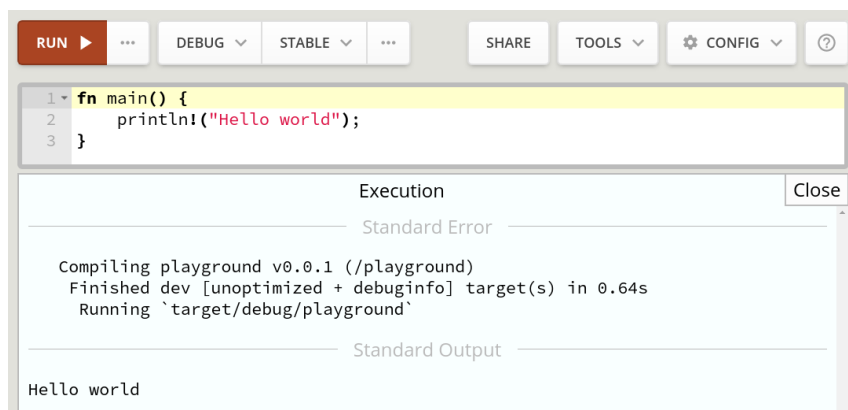 RUN ▶ ··· DEBUG STABLE ··· SHARE TOOLS CONFIG ?
1 fn main() {
2     println!("Hello world");
3 }
Execution Close
Standard Error
   Compiling playground v0.0.1 (/playground)
    Finished dev [unoptimized + debuginfo] target(s) in 0.64s
     Running `target/debug/playground`
Standard Output
Hello world